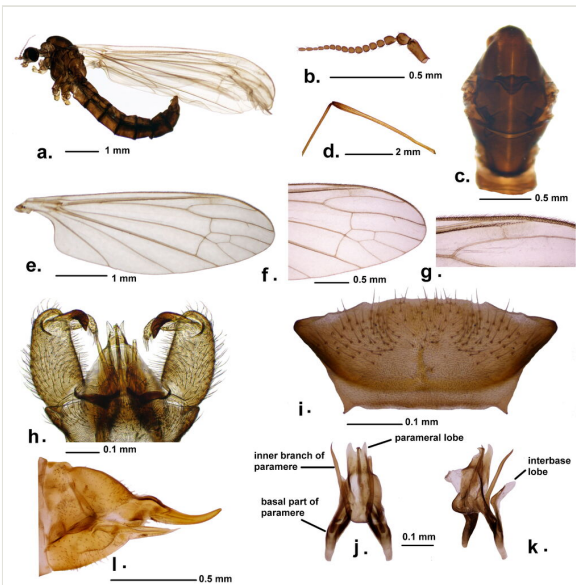 a.
1 mm
b.
0.5 mm
d.
2 mm
c.
0.5 mm
e.
1 mm
f.
0.5 mm
g.
h.
0.1 mm
i.
0.1 mm
parameral lobe
inner branch of
paramere
interbase
lobe
basal part of
paramere
j.
0.1 mm
k.
l.
0.5 mm